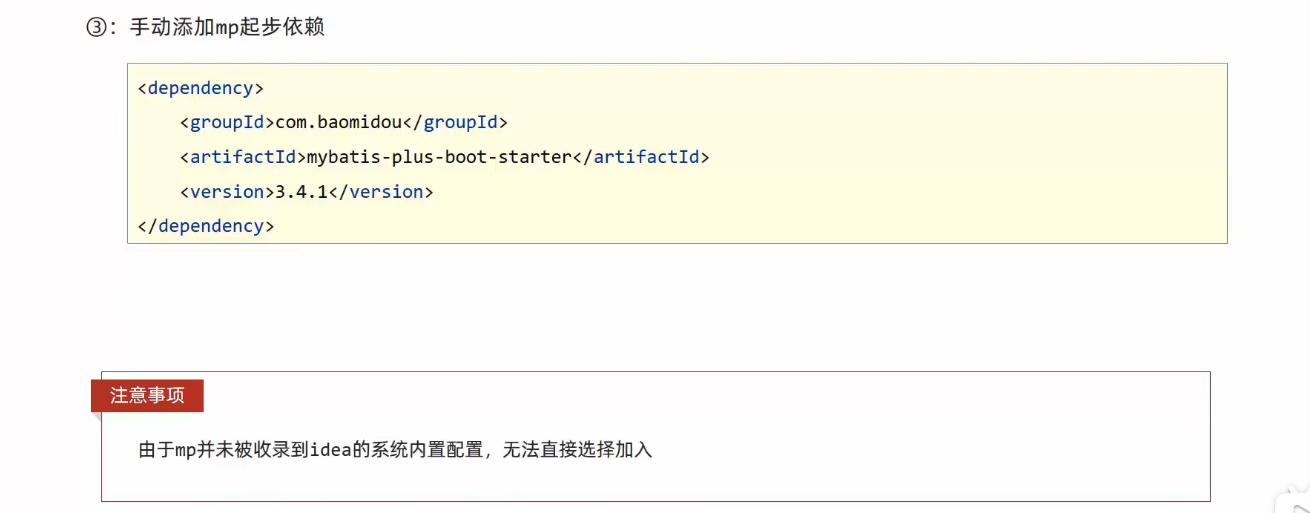 ③：手动添加mp起步依赖
<dependency>
    <groupId>com.baomidou</groupId>
    <artifactId>mybatis-plus-boot-starter</artifactId>
    <version>3.4.1</version>
</dependency>
注意事项
由于mp并未被收录到idea的系统内置配置，无法直接选择加入